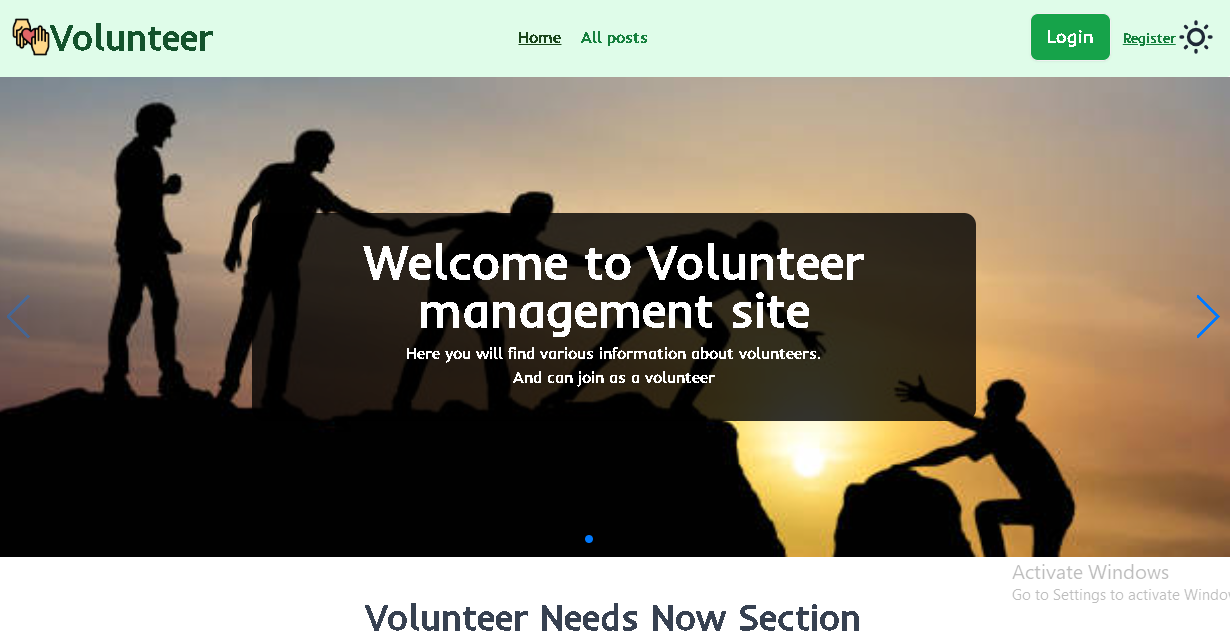 Volunteer
Home
All posts
Login
Register
Welcome to Volunteer
management site
Here you will find various information about volunteers.
And can join as a volunteer
Activate Windows
Go to Settings to activate Window
Volunteer Needs Now Section